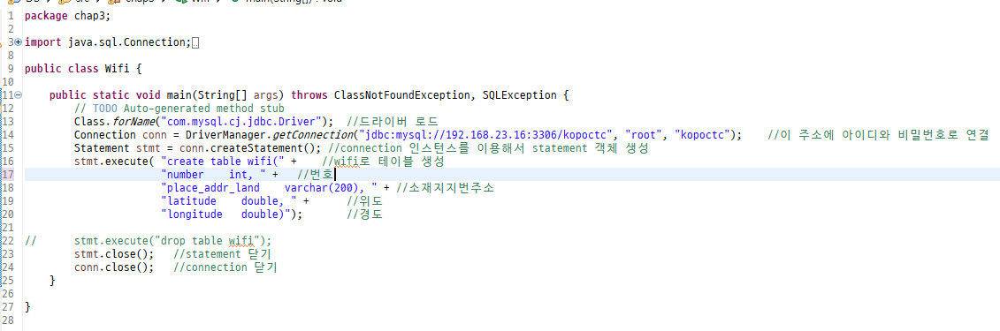 package chap3;
import java.sql.Connection;
public class Wifi {
public static void main(String[] args) throws ClassNotFoundException, SQLException {
// TODO Auto-generated method stub
Class.forName("com.mysql.cj.jdbc.Driver");  //드라이버 로드
Connection conn = DriverManager.getConnection("jdbc:mysql://192.168.23.16:3306/kopoctc", "root", "kopoctc");    //이 주소에 아이디와 비밀번호로 연결
Statement stmt = conn.createStatement(); //connection 인스턴스를 이용해서 statement 객체 생성
stmt.execute( "create table wifi(" +    //wifi로 테이블 생성
"number    int, " +   //번호
"place_addr_land    varchar(200), " + //소재지지번주소
"latitude    double, " +      //위도
"longitude   double)");       //경도
//      stmt.execute("drop table wifi");
stmt.close();   //statement 닫기
conn.close();   //connection 닫기
}
}